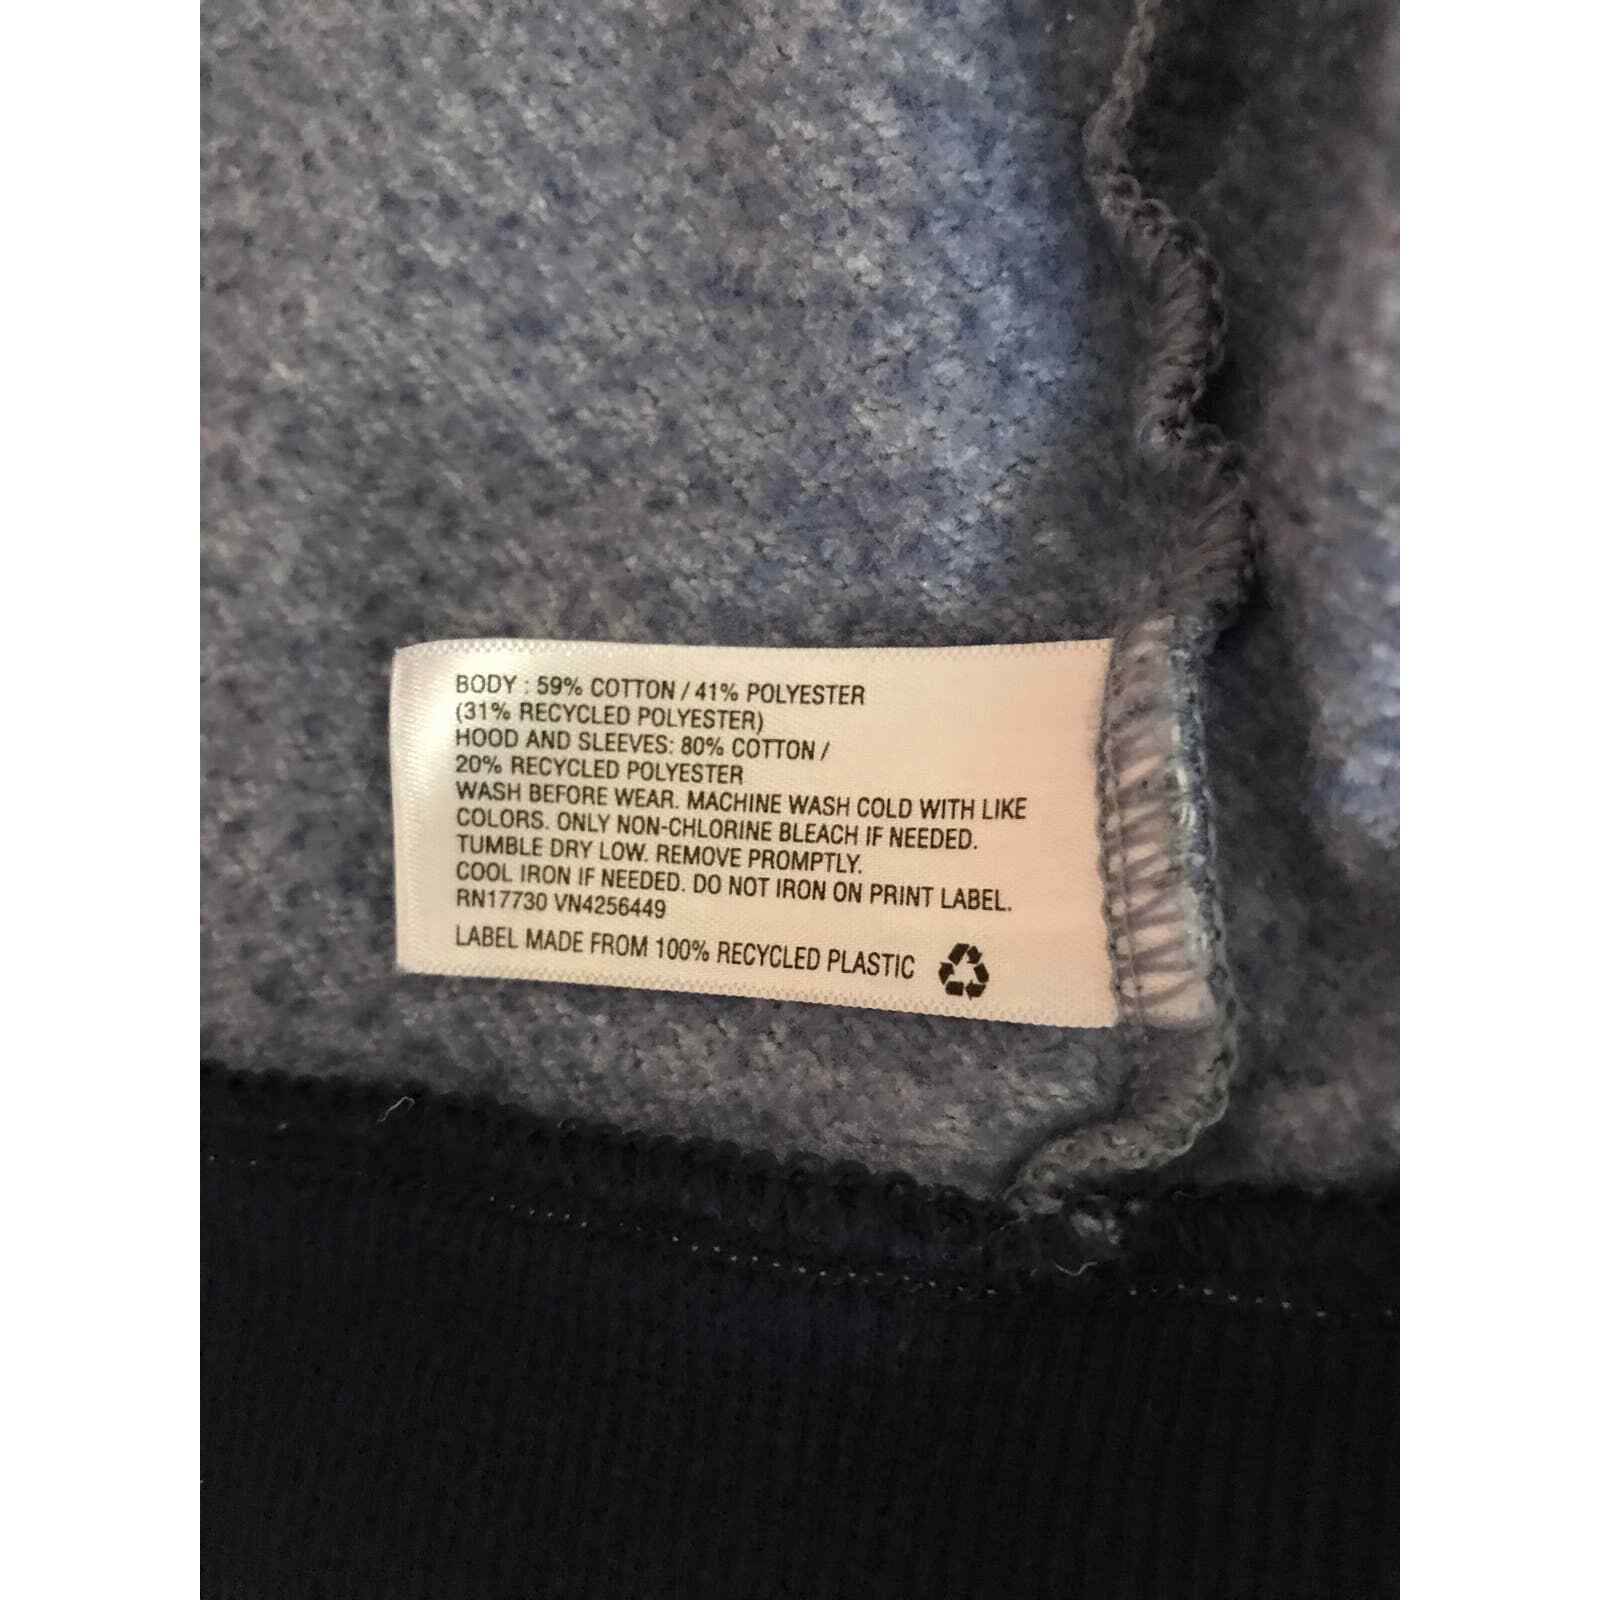 BODY : 59% COTTON / 41% POLYESTER
(31% RECYCLED POLYESTER)
HOOD AND SLEEVES: 80% COTTON /
20% RECYCLED POLYESTER
WASH BEFORE WEAR. MACHINE WASH COLD WITH LIKE
COLORS. ONLY NON-CHLORINE BLEACH IF NEEDED.
TUMBLE DRY LOW. REMOVE PROMPTLY.
COOL IRON IF NEEDED. DO NOT IRON ON PRINT LABEL.
RN17730 VN4256449
LABEL MADE FROM 100% RECYCLED PLASTIC